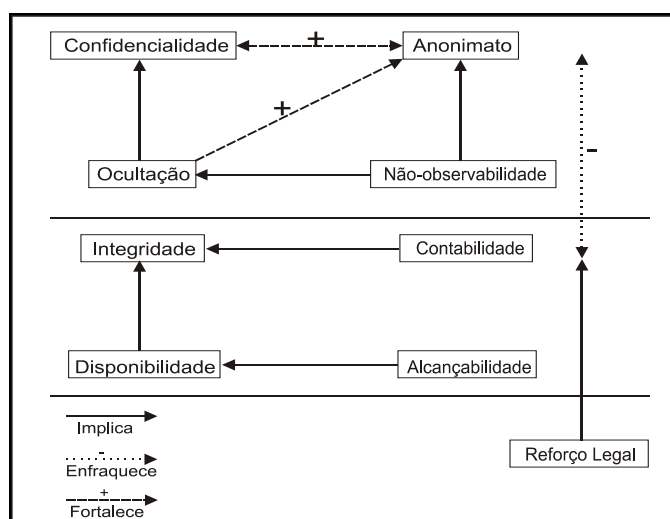 Confidencialidade
+
Anonimato
+
-
Ocultação
Não-observabilidade
Integridade
Contabilidade
Disponibilidade
Alcançabilidade
Implica
-
Enfraquece
+
Fortalece
Reforço Legal